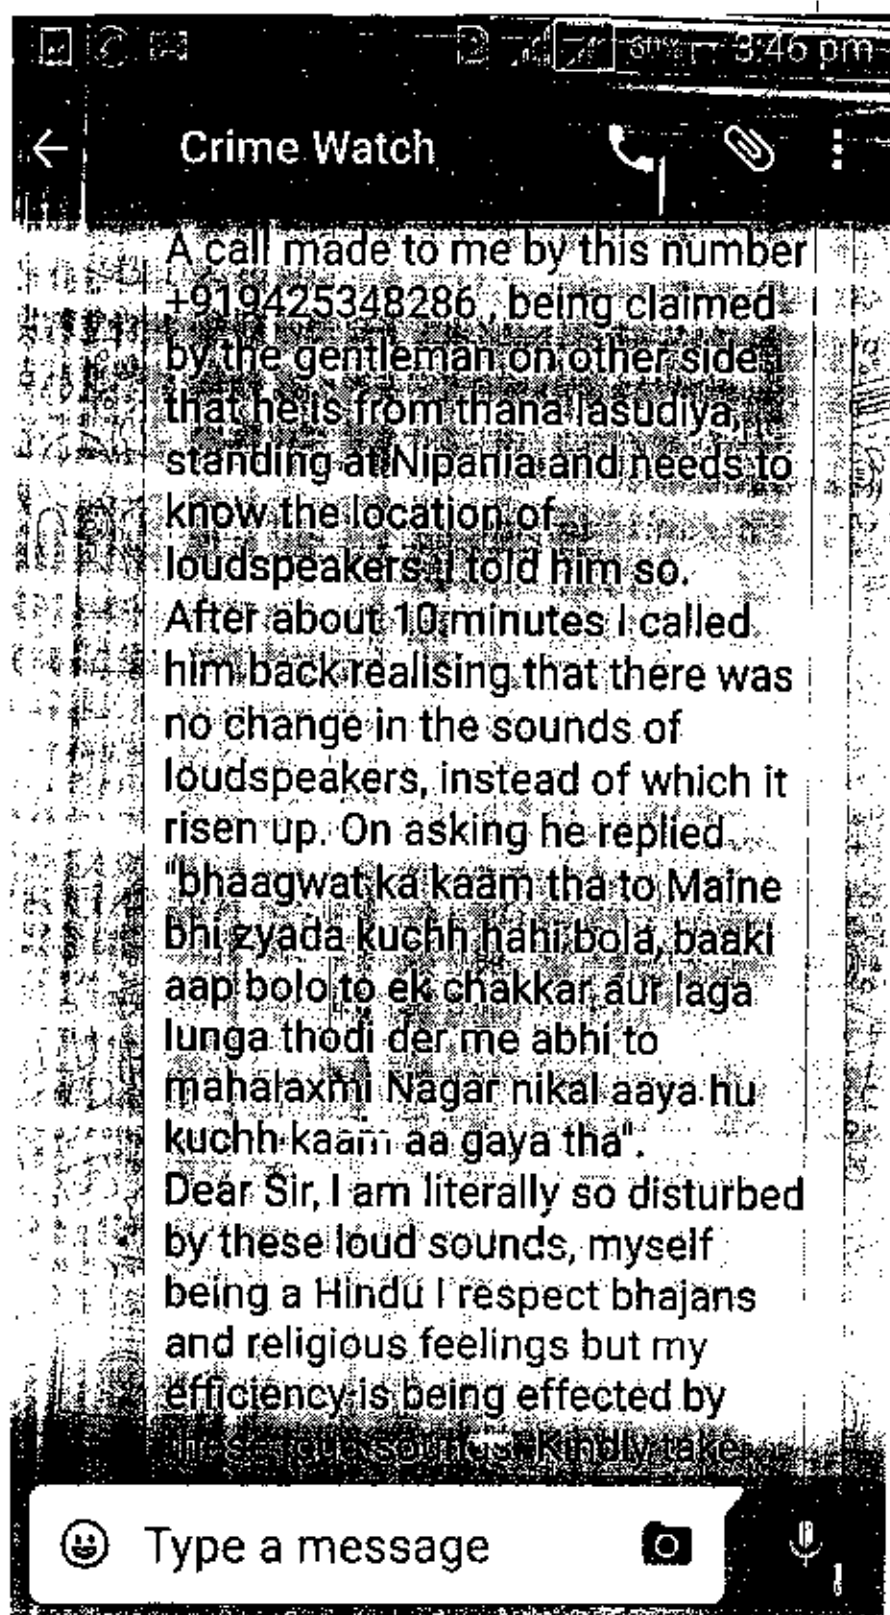 3:46 pm
Crime Watch
A call made to me by this number
+919425348286 , being claimed
by the gentleman on other side
that he is from thana lasudiya,
standing at Nipania and needs to
know the location of
loudspeakers. I told him so.
After about 10 minutes I called
him back realising that there was
no change in the sounds of
loudspeakers, instead of which it
risen up. On asking he replied
"bhaagwat ka kaam tha to Maine
bhi zyada kuchh nahi bola, baaki
aap bolo to ek chakkar aur laga
lunga thodi der me abhi to
mahalaxmi Nagar nikal aaya hu
kuchh kaam aa gaya tha".
Dear Sir, I am literally so disturbed
by these loud sounds, myself
being a Hindu I respect bhajans
and religious feelings but my
efficiency is being effected by
these loud sounds. Kindly take
Type a message